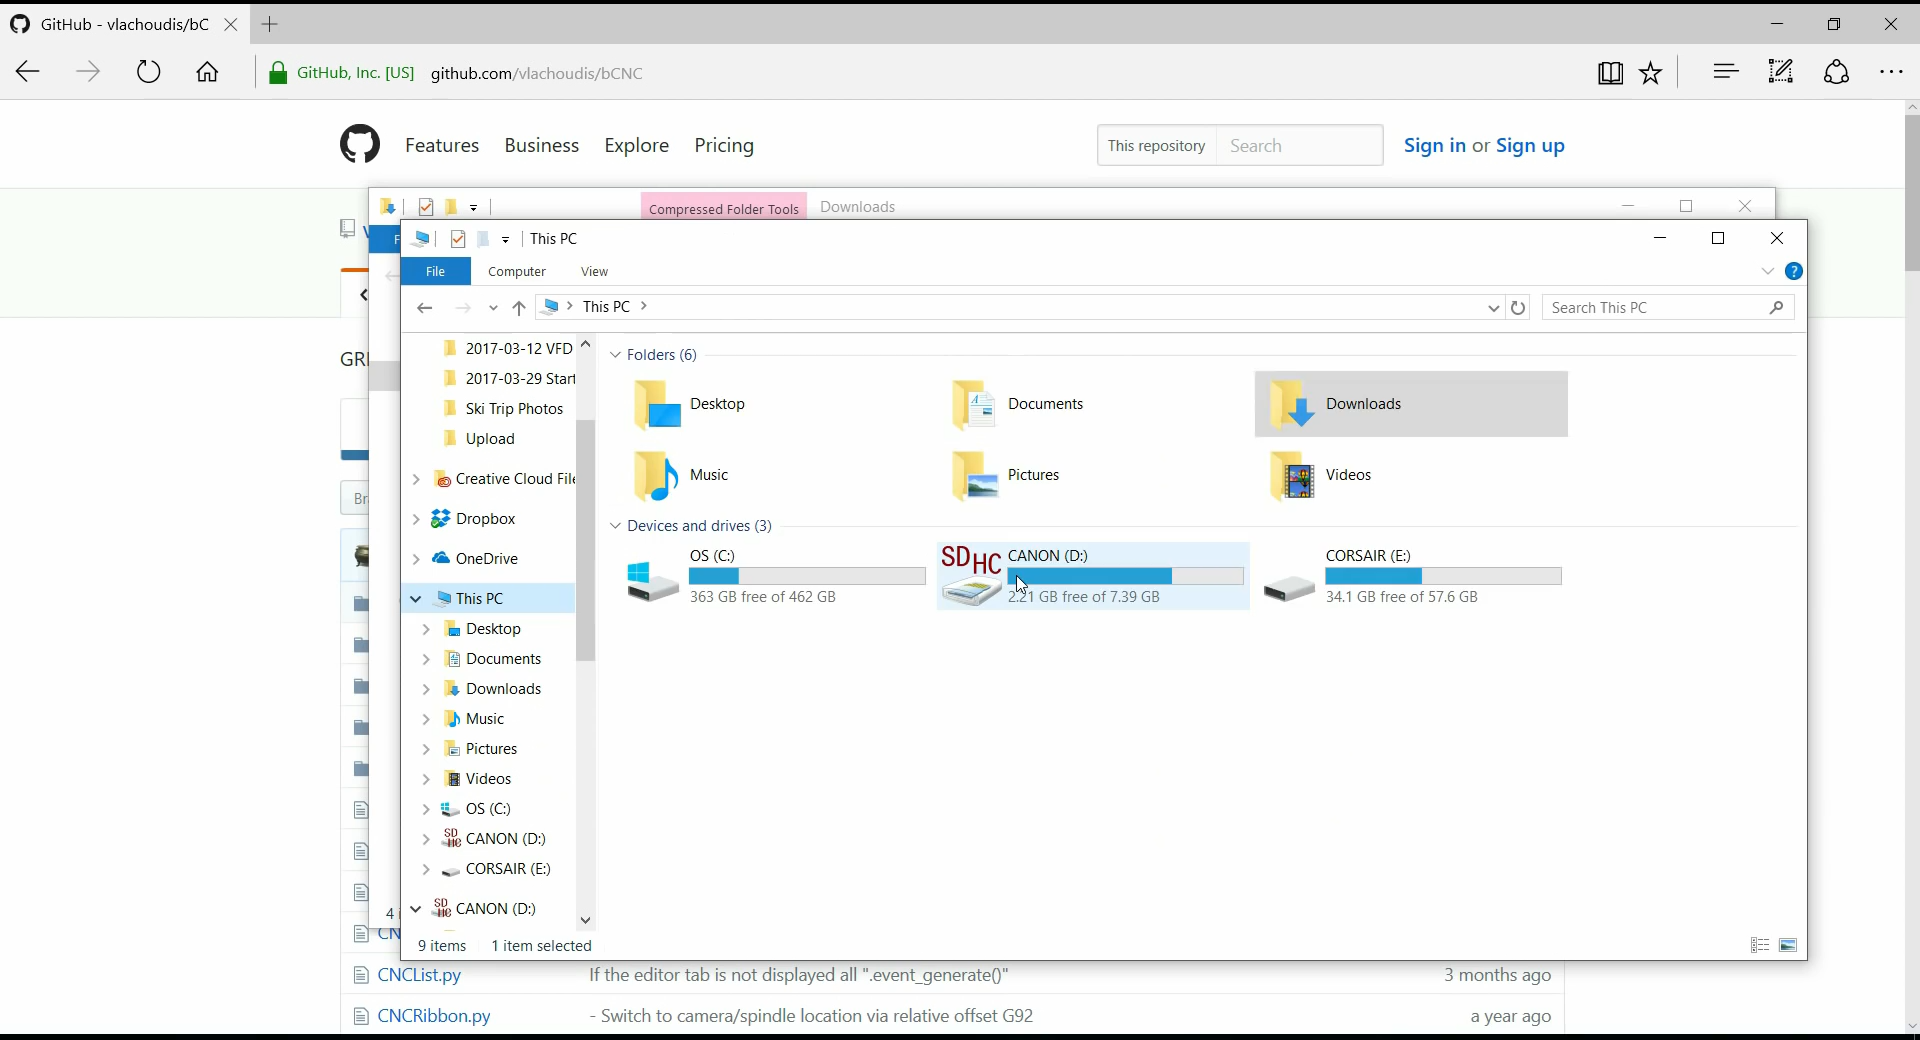 GitHub - vlachoudis/bC
GitHub, Inc. [US] github.com/vlachoudis/bCNC
Features Business Explore Pricing
This repository Search
Sign in or Sign up
Compressed Folder Tools Downloads
This PC
File Computer View
This PC
Search This PC
2017-03-12 VFD
2017-03-29 Start
Ski Trip Photos
Upload
Creative Cloud File
Dropbox
OneDrive
This PC
Desktop
Documents
Downloads
Music
Pictures
Videos
OS (C:)
CANON (D:)
CORSAIR (E:)
CANON (D:)
Folders (6)
Desktop
Documents
Downloads
Music
Pictures
Videos
Devices and drives (3)
OS (C:)
363 GB free of 462 GB
SDHC
CANON (D:)
2.21 GB free of 7.39 GB
CORSAIR (E:)
34.1 GB free of 57.6 GB
9 items 1 item selected
GRI
Br
4 i
CN
CNCList.py If the editor tab is not displayed all ".event_generate()" 3 months ago
CNCRibbon.py - Switch to camera/spindle location via relative offset G92 a year ago